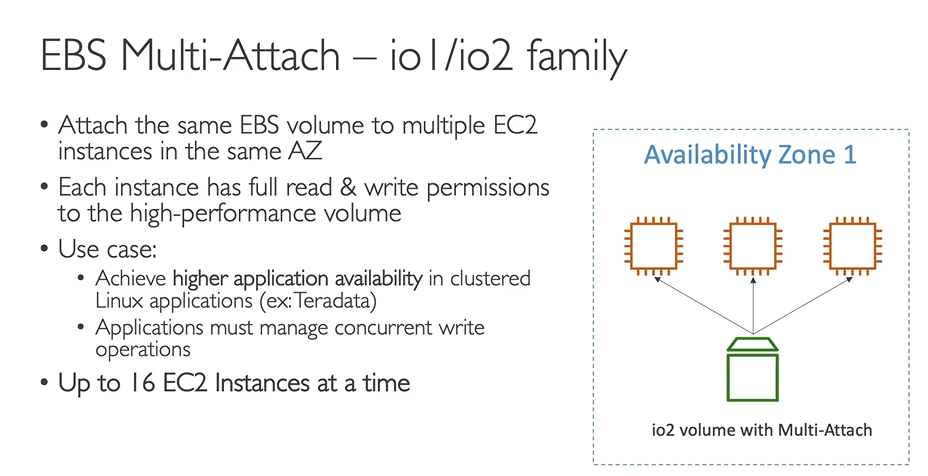 EBS Multi-Attach – io1/io2 family
• Attach the same EBS volume to multiple EC2
instances in the same AZ
• Each instance has full read & write permissions
to the high-performance volume
• Use case:
• Achieve higher application availability in clustered
Linux applications (ex: Teradata)
• Applications must manage concurrent write
operations
• Up to 16 EC2 Instances at a time
Availability Zone 1
io2 volume with Multi-Attach